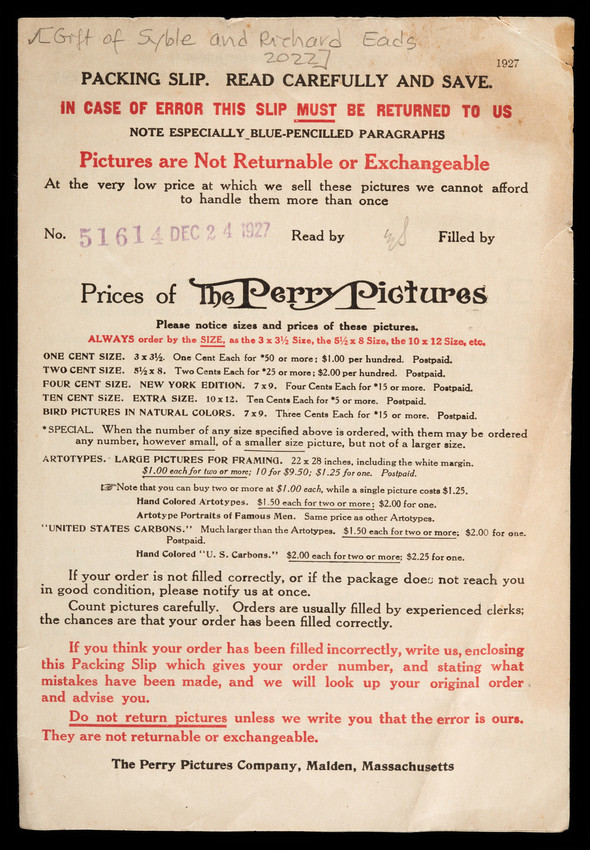 [Gift of Syble and Richard Eads
2022]
1927
PACKING SLIP. READ CAREFULLY AND SAVE.
IN CASE OF ERROR THIS SLIP MUST BE RETURNED TO US
NOTE ESPECIALLY BLUE-PENCILLED PARAGRAPHS
Pictures are Not Returnable or Exchangeable
At the very low price at which we sell these pictures we cannot afford
to handle them more than once
No. 51614 DEC 24 1927 Read by Filled by
Prices of The Perry Pictures
Please notice sizes and prices of these pictures.
ALWAYS order by the SIZE, as the 3 x 3½ Size, the 5½ x 8 Size, the 10 x 12 Size, etc.
ONE CENT SIZE. 3 x 3½. One Cent Each for *50 or more; $1.00 per hundred. Postpaid.
TWO CENT SIZE. 5½ x 8. Two Cents Each for *25 or more; $2.00 per hundred. Postpaid.
FOUR CENT SIZE. NEW YORK EDITION. 7 x 9. Four Cents Each for *15 or more. Postpaid.
TEN CENT SIZE. EXTRA SIZE. 10 x 12. Ten Cents Each for *5 or more. Postpaid.
BIRD PICTURES IN NATURAL COLORS. 7 x 9. Three Cents Each for *15 or more. Postpaid.
*SPECIAL. When the number of any size specified above is ordered, with them may be ordered
any number, however small, of a smaller size picture, but not of a larger size.
ARTOTYPES. LARGE PICTURES FOR FRAMING. 22 x 28 inches, including the white margin.
$1.00 each for two or more; 10 for $9.50; $1.25 for one. Postpaid.
☞Note that you can buy two or more at $1.00 each, while a single picture costs $1.25.
Hand Colored Artotypes. $1.50 each for two or more; $2.00 for one.
Artotype Portraits of Famous Men. Same price as other Artotypes.
"UNITED STATES CARBONS." Much larger than the Artotypes. $1.50 each for two or more; $2.00 for one.
Postpaid.
Hand Colored "U. S. Carbons." $2.00 each for two or more; $2.25 for one.
If your order is not filled correctly, or if the package does not reach you
in good condition, please notify us at once.
Count pictures carefully. Orders are usually filled by experienced clerks;
the chances are that your order has been filled correctly.
If you think your order has been filled incorrectly, write us, enclosing
this Packing Slip which gives your order number, and stating what
mistakes have been made, and we will look up your original order
and advise you.
Do not return pictures unless we write you that the error is ours.
They are not returnable or exchangeable.
The Perry Pictures Company, Malden, Massachusetts